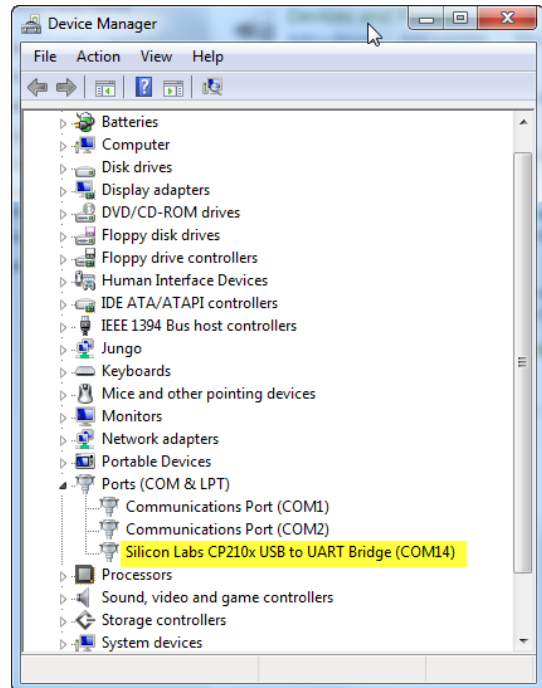 Device Manager
File Action View Help
Batteries
Computer
Disk drives
Display adapters
DVD/CD-ROM drives
Floppy disk drives
Floppy drive controllers
Human Interface Devices
IDE ATA/ATAPI controllers
IEEE 1394 Bus host controllers
Jungo
Keyboards
Mice and other pointing devices
Monitors
Network adapters
Portable Devices
Ports (COM & LPT)
Communications Port (COM1)
Communications Port (COM2)
Silicon Labs CP210x USB to UART Bridge (COM14)
Processors
Sound, video and game controllers
Storage controllers
System devices